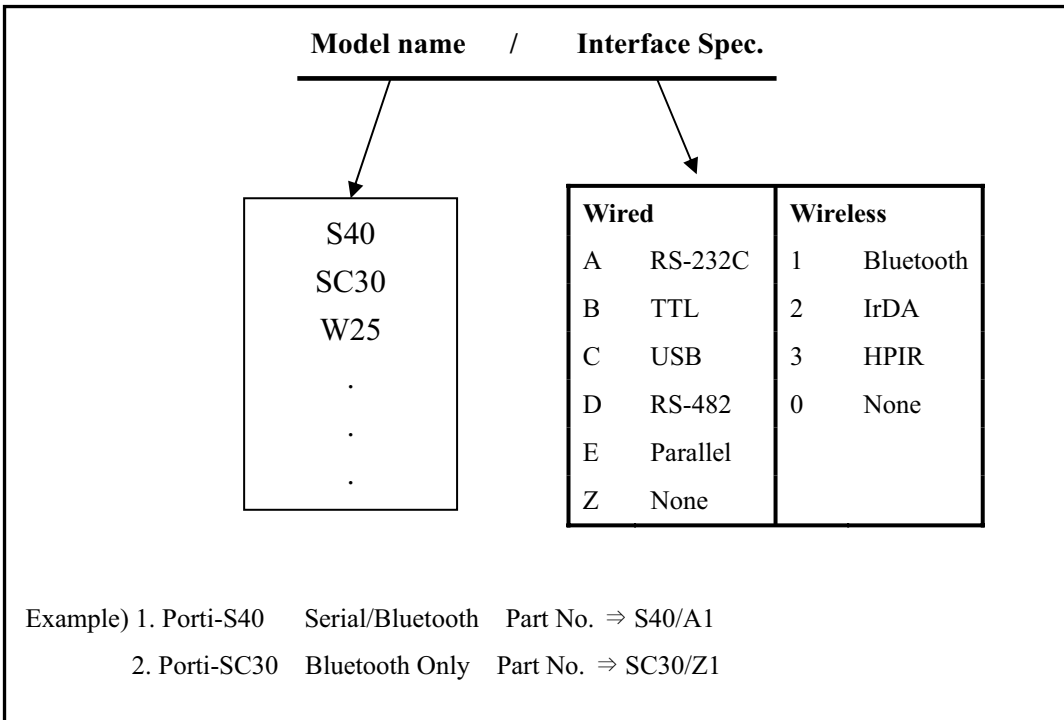 Model name / Interface Spec.
S40
SC30
W25
.
.
.
Wired Wireless
A RS-232C 1 Bluetooth
B TTL 2 IrDA
C USB 3 HPIR
D RS-482 0 None
E Parallel
Z None
Example) 1. Porti-S40 Serial/Bluetooth Part No. ⇒ S40/A1
2. Porti-SC30 Bluetooth Only Part No. ⇒ SC30/Z1